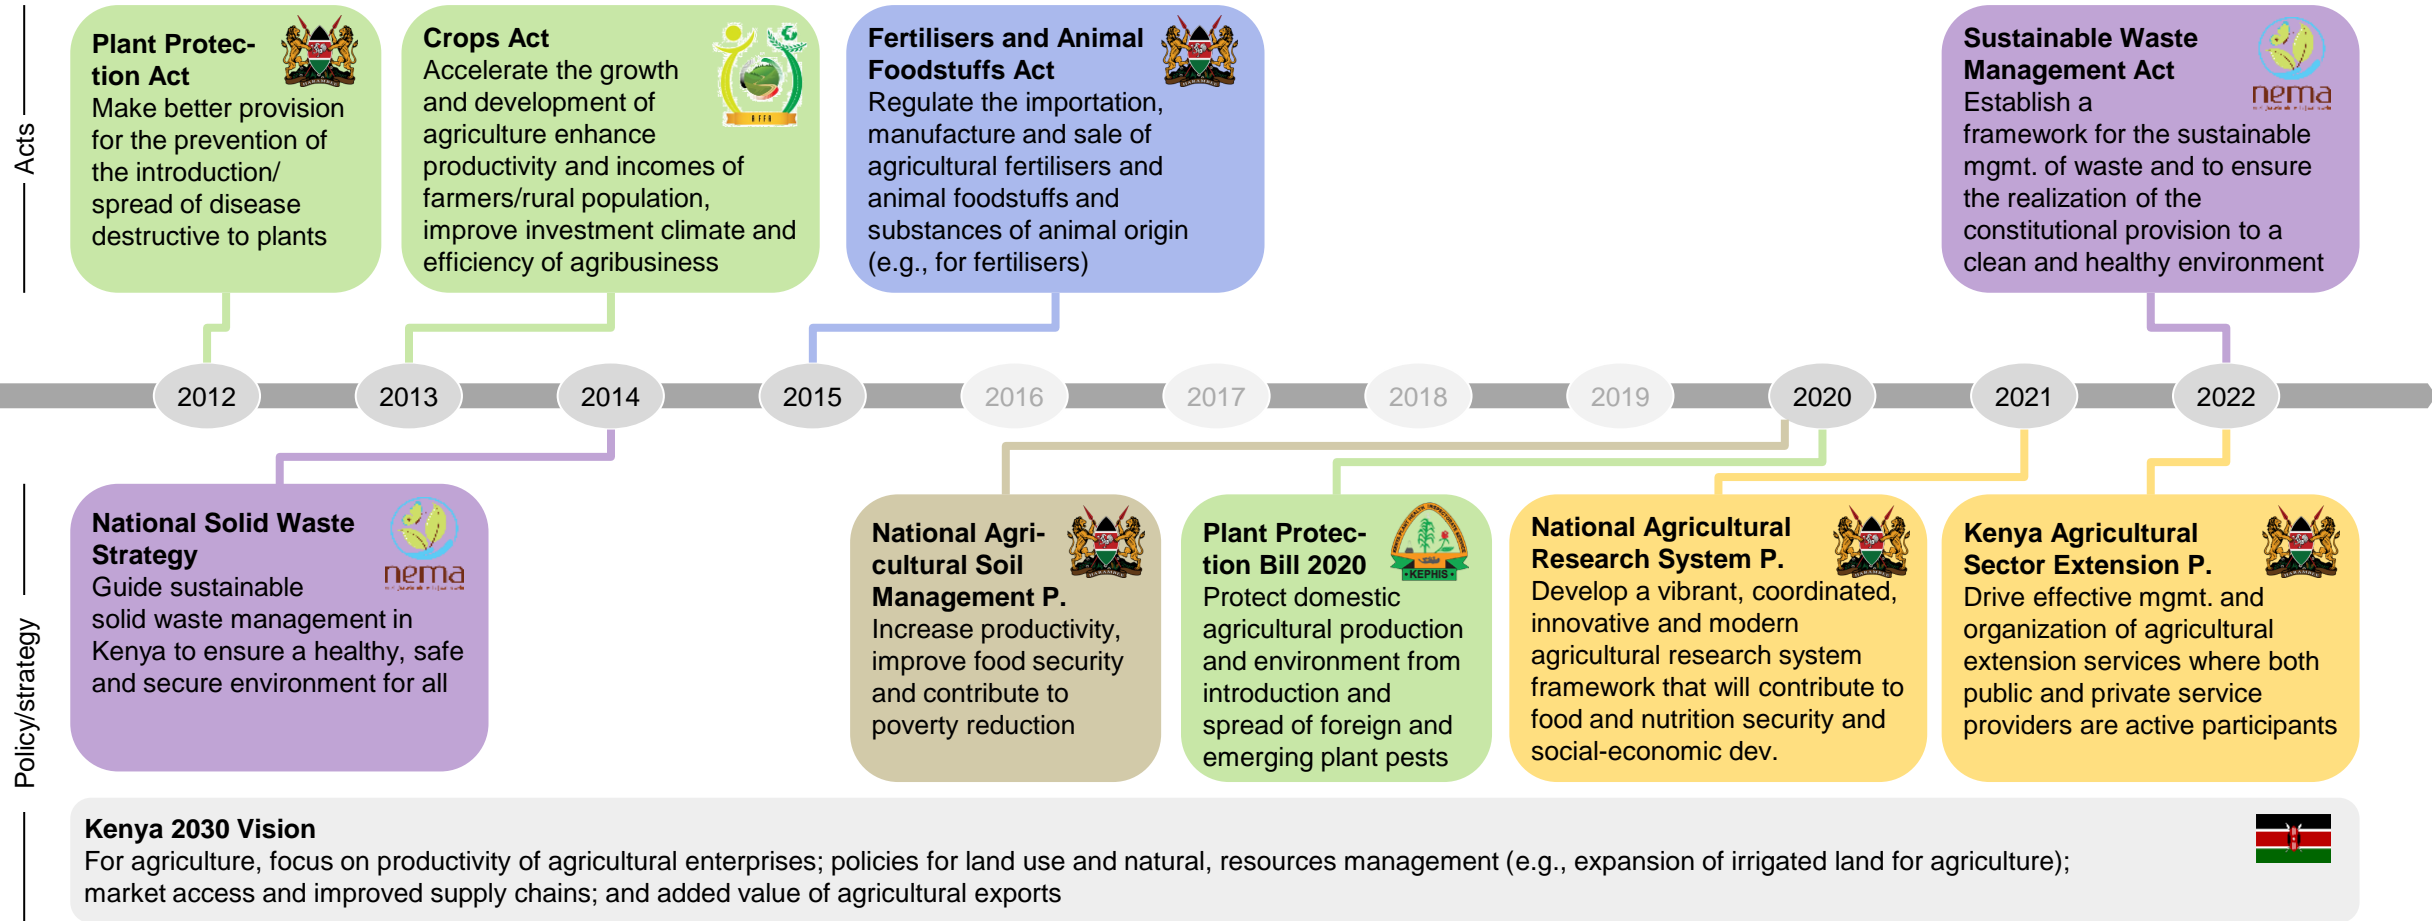 Acts
Plant Protec-
tion Act
Make better provision
for the prevention of
the introduction/
spread of disease
destructive to plants
Crops Act
Accelerate the growth
and development of
agriculture enhance
productivity and incomes of
farmers/rural population,
improve investment climate and
efficiency of agribusiness
AFFA
Fertilisers and Animal
Foodstuffs Act
Regulate the importation,
manufacture and sale of
agricultural fertilisers and
animal foodstuffs and
substances of animal origin
(e.g., for fertilisers)
Sustainable Waste
Management Act
Establish a
framework for the sustainable
mgmt. of waste and to ensure
the realization of the
constitutional provision to a
clean and healthy environment
nema
2012
2013
2014
2015
2016
2017
2018
2019
2020
2021
2022
Policy/strategy
National Solid Waste
Strategy
Guide sustainable
solid waste management in
Kenya to ensure a healthy, safe
and secure environment for all
nema
National Agri-
cultural Soil
Management P.
Increase productivity,
improve food security
and contribute to
poverty reduction
Plant Protec-
tion Bill 2020
Protect domestic
agricultural production
and environment from
introduction and
spread of foreign and
emerging plant pests
KEPHIS
National Agricultural
Research System P.
Develop a vibrant, coordinated,
innovative and modern
agricultural research system
framework that will contribute to
food and nutrition security and
social-economic dev.
Kenya Agricultural
Sector Extension P.
Drive effective mgmt. and
organization of agricultural
extension services where both
public and private service
providers are active participants
Kenya 2030 Vision
For agriculture, focus on productivity of agricultural enterprises; policies for land use and natural, resources management (e.g., expansion of irrigated land for agriculture);
market access and improved supply chains; and added value of agricultural exports